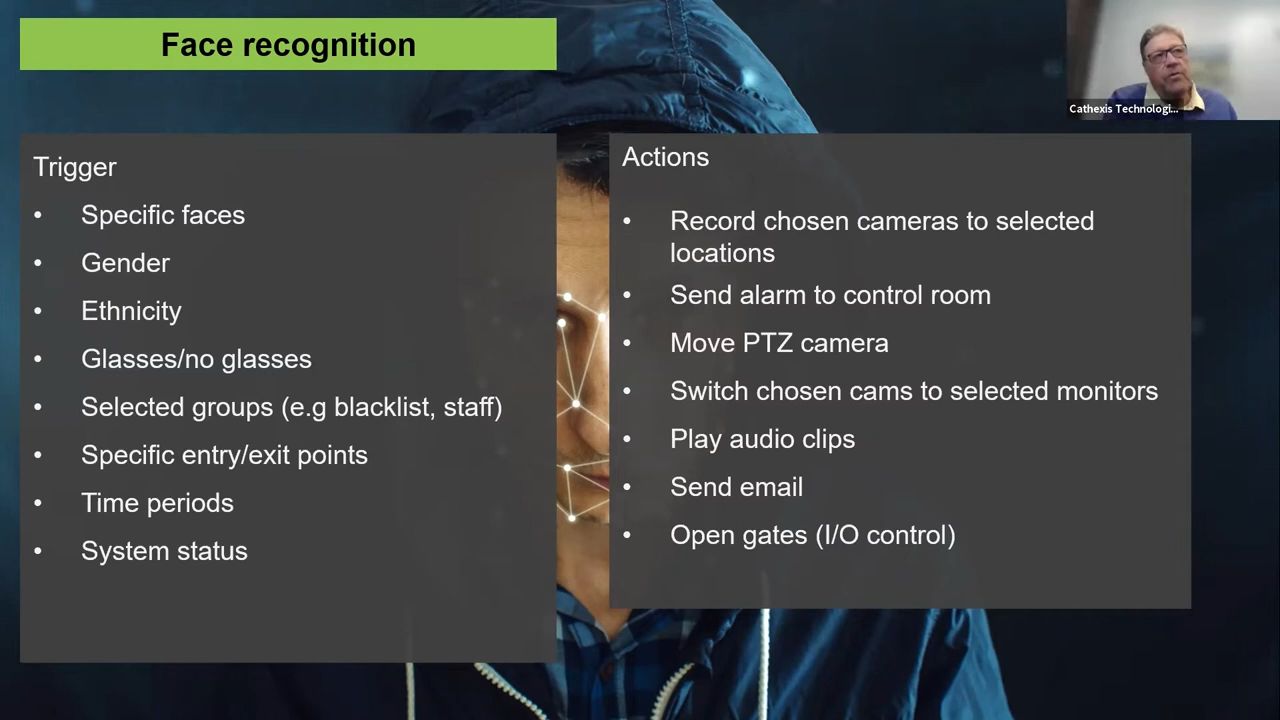 Face recognition
Cathexis Technologi...
Trigger
• Specific faces
• Gender
• Ethnicity
• Glasses/no glasses
• Selected groups (e.g blacklist, staff)
• Specific entry/exit points
• Time periods
• System status
Actions
• Record chosen cameras to selected
locations
• Send alarm to control room
• Move PTZ camera
• Switch chosen cams to selected monitors
• Play audio clips
• Send email
• Open gates (I/O control)